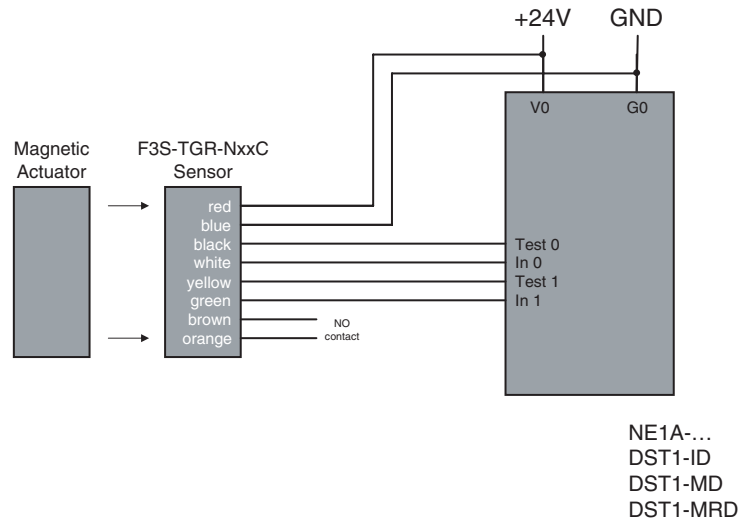 +24V GND
V0 G0
Magnetic
Actuator
F3S-TGR-NxxC
Sensor
red
blue
black
white
yellow
green
brown
orange
NO
contact
Test 0
In 0
Test 1
In 1
NE1A-...
DST1-ID
DST1-MD
DST1-MRD